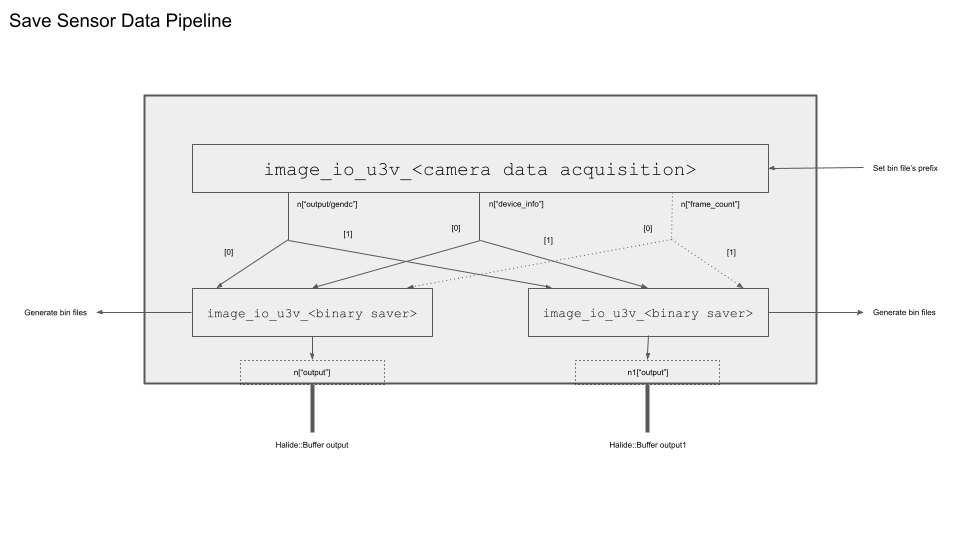 Save Sensor Data Pipeline
image_io_u3v_<camera data acquisition>
Set bin file's prefix
n["output/gendc"]
n["device_info"]
n["frame_count"]
[0]
[1]
[0]
[1]
[0]
[1]
Generate bin files
image_io_u3v_<binary saver>
image_io_u3v_<binary saver>
Generate bin files
n["output"]
n1["output"]
Halide::Buffer output
Halide::Buffer output1